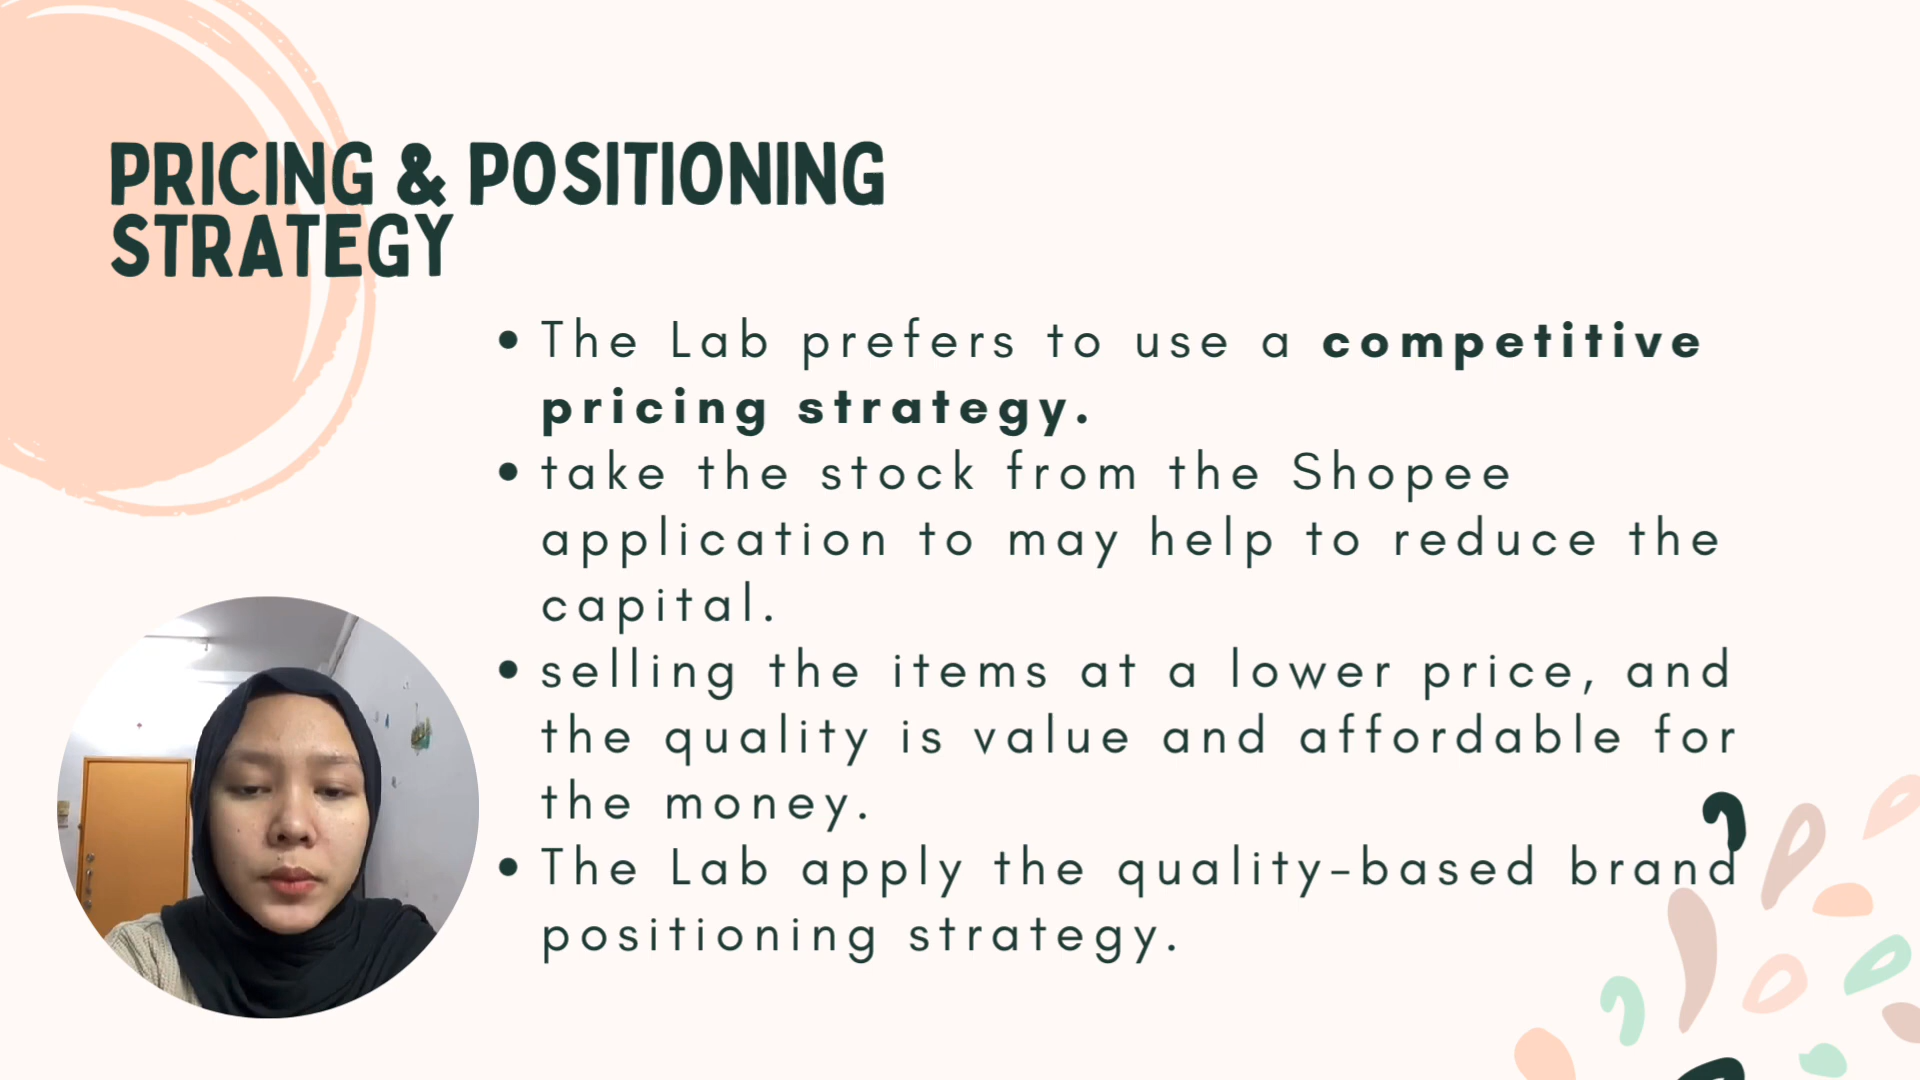 PRICING & POSITIONING
STRATEGY
• The Lab prefers to use a competitive
pricing strategy.
• take the stock from the Shopee
application to may help to reduce the
capital.
• selling the items at a lower price, and
the quality is value and affordable for
the money.
• The Lab apply the quality-based brand
positioning strategy.